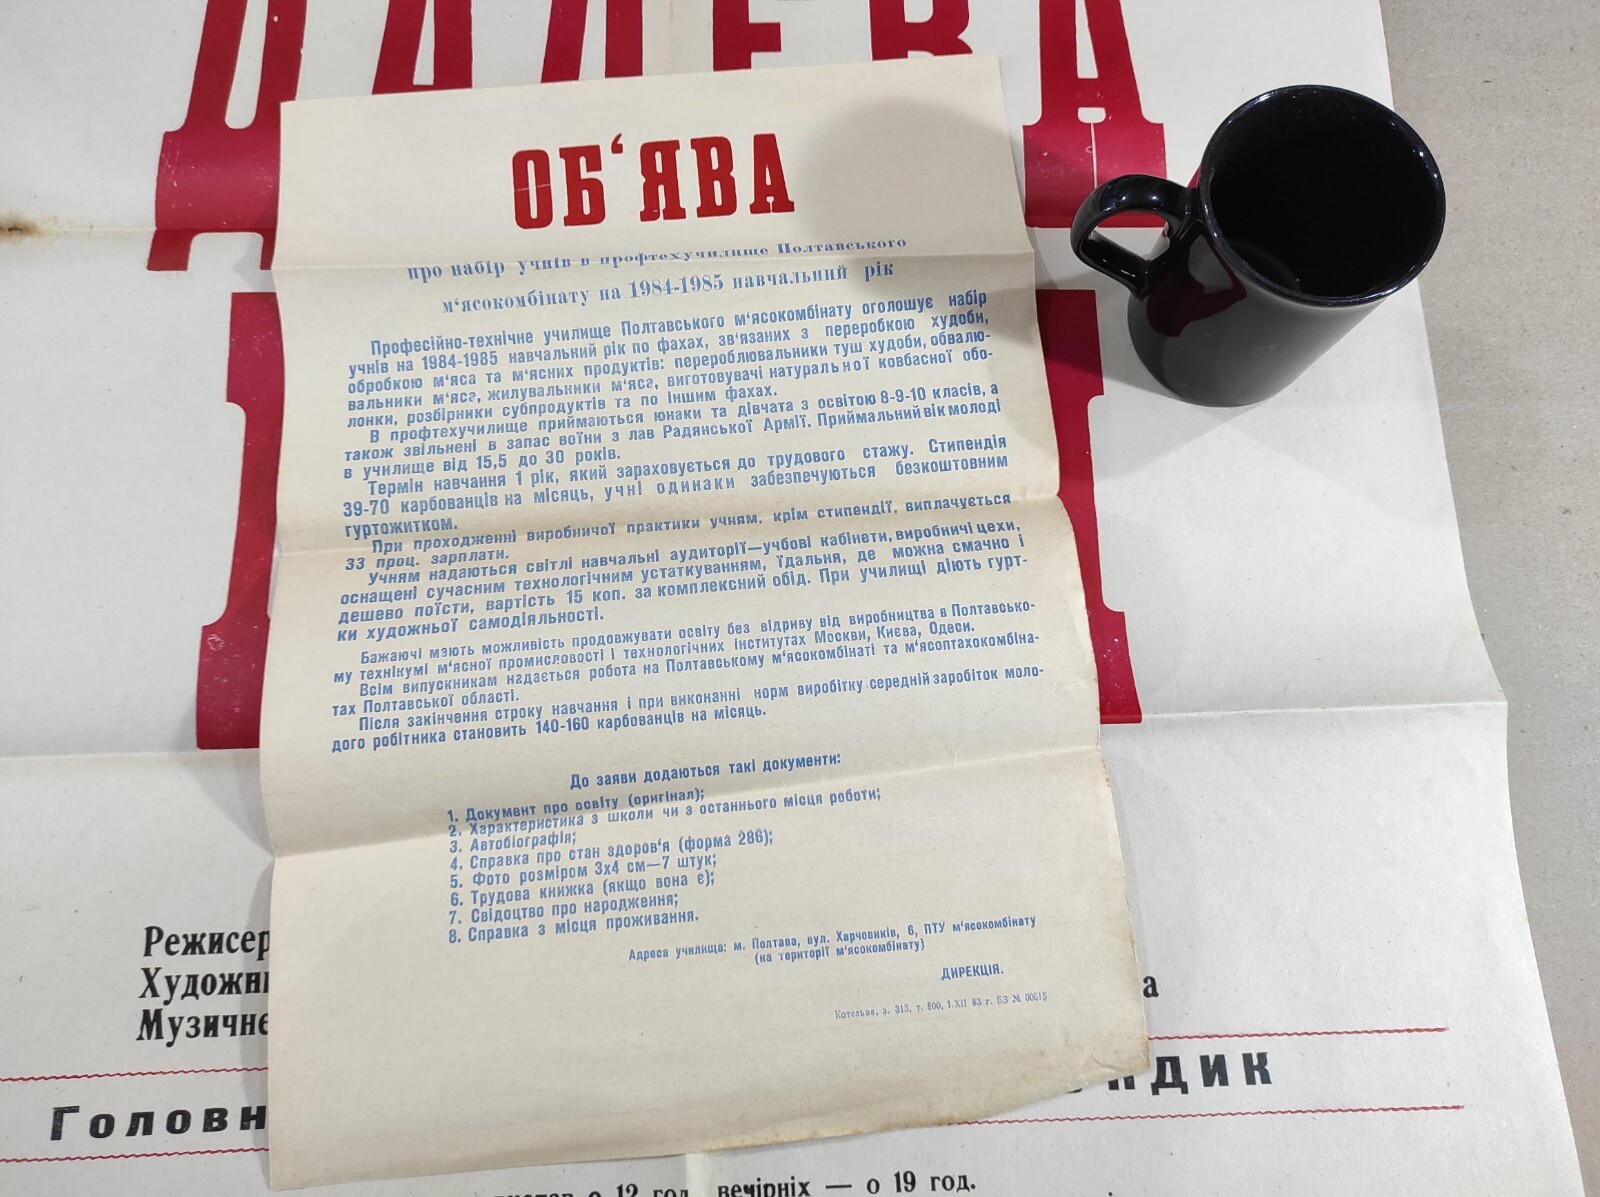 ОБ‘ЯВА
про набір учнів в профтехучилище Полтавського
м‘ясокомбінату на 1984-1985 навчальний рік
Професійно-технічне училище Полтавського м‘ясокомбінату оголошує набір
учнів на 1984-1985 навчальний рік по фахах, зв‘язаних з переробкою худоби,
обробкою м‘яса та м‘ясних продуктів: перероблювальники туш худоби, обвалю-
вальники м‘яса, жилувальники м‘яса, виготовувачі натуральної ковбасної обо-
лонки, розбірники субпродуктів та по іншим фахах.
В профтехучилище приймаються юнаки та дівчата з освітою 8-9-10 класів, а
також звільнені в запас воїни з лав Радянської Армії. Приймальний вік молоді
в училище від 15,5 до 30 років.
Термін навчання 1 рік, який зараховується до трудового стажу. Стипендія
39-70 карбованців на місяць, учні одинаки забезпечуються безкоштовним
гуртожитком.
При проходженні виробничої практики учням, крім стипендії, виплачується
33 проц. зарплати.
Учням надаються світлі навчальні аудиторії—учбові кабінети, виробничі цехи,
оснащені сучасним технологічним устаткуванням, їдальня, де можна смачно і
дешево поїсти, вартість 15 коп. за комплексний обід. При училищі діють гурт-
ки художньої самодіяльності.
Бажаючі мають можливість продовжувати освіту без відриву від виробництва в Полтавсько-
му технікумі м‘ясної промисловості і технологічних інститутах Москви, Києва, Одеси.
Всім випускникам надається робота на Полтавському м‘ясокомбінаті та м‘ясоптахокомбіна-
тах Полтавської області.
Після закінчення строку навчання і при виконанні норм виробітку середній заробіток моло-
дого робітника становить 140-160 карбованців на місяць.
До заяви додаються такі документи:
1. Документ про освіту (оригінал);
2. Характеристика з школи чи з останнього місця роботи;
3. Автобіографія;
4. Справка про стан здоров‘я (форма 286);
5. Фото розміром 3х4 см—7 штук;
6. Трудова книжка (якщо вона є);
7. Свідоцтво про народження;
8. Справка з місця проживання.
Адреса училища: м. Полтава, вул. Харчовиків, 6, ПТУ м‘ясокомбінату
(на території м‘ясокомбінату)
ДИРЕКЦІЯ.
Котельва, з. 313, т. 800, 1.XII 83 г. БЗ № 00615
Режисер
Художни
Музичне
а
Головн
ндик
о 12 год. вечірніх — о 19 год.